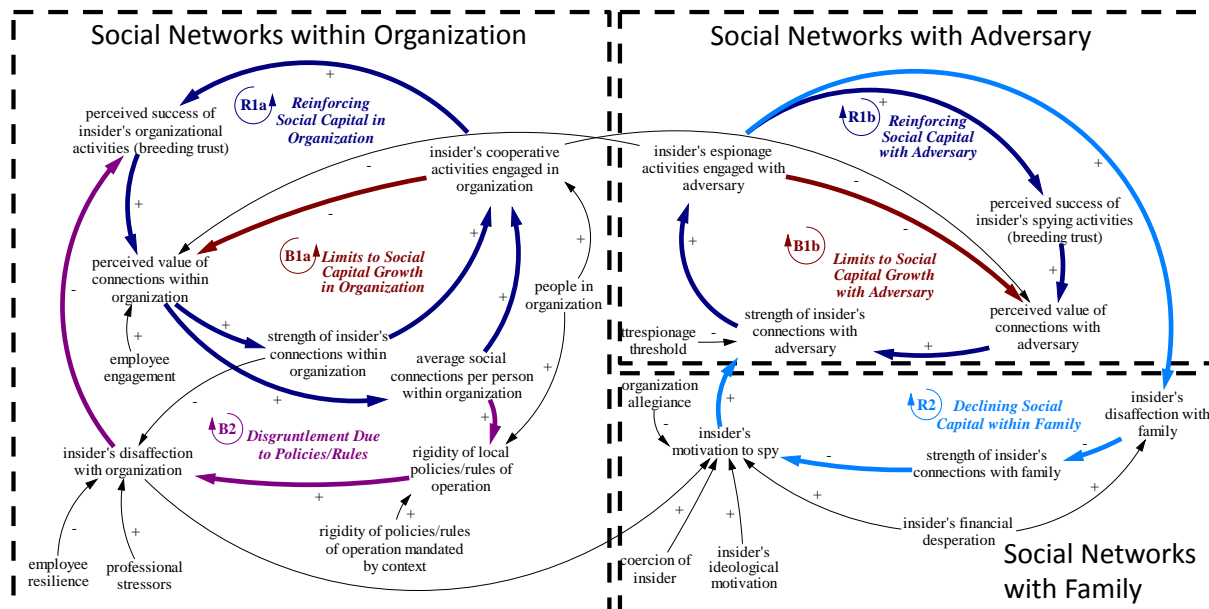 Social Networks within Organization
Social Networks with Adversary
+
perceived success of
insider's organizational
activities (breeding trust)
R1a
Reinforcing
Social Capital in
Organization
insider's cooperative
activities engaged in
organization
-
+
-
+
-
B1a
Limits to Social
Capital Growth
in Organization
perceived value of
connections within
organization
+
+
+
people in
organization
+
+
employee
engagement
strength of insider's
connections within
organization
average social
connections per person
within organization
+
+
-
-
B2
Disgruntlement Due
to Policies/Rules
+
insider's disaffection
with organization
rigidity of local
policies/rules of
operation
+
+
rigidity of policies/rules
of operation mandated
by context
-
+
employee
resilience
professional
stressors
insider's espionage
activities engaged with
adversary
+
R1b
Reinforcing
Social Capital
with Adversary
+
-
-
perceived success of
insider's spying activities
(breeding trust)
B1b
Limits to Social
Capital Growth
with Adversary
+
+
strength of insider's
connections with
adversary
perceived value of
connections with
adversary
+
ttrespionage
threshold
-
organization
allegiance
-
+
R2
Declining Social
Capital within Family
insider's
disaffection with
family
insider's
motivation to spy
-
strength of insider's
connections with family
-
+
+
+
+
+
insider's financial
desperation
coercion of
insider
insider's
ideological
motivation
Social Networks
with Family